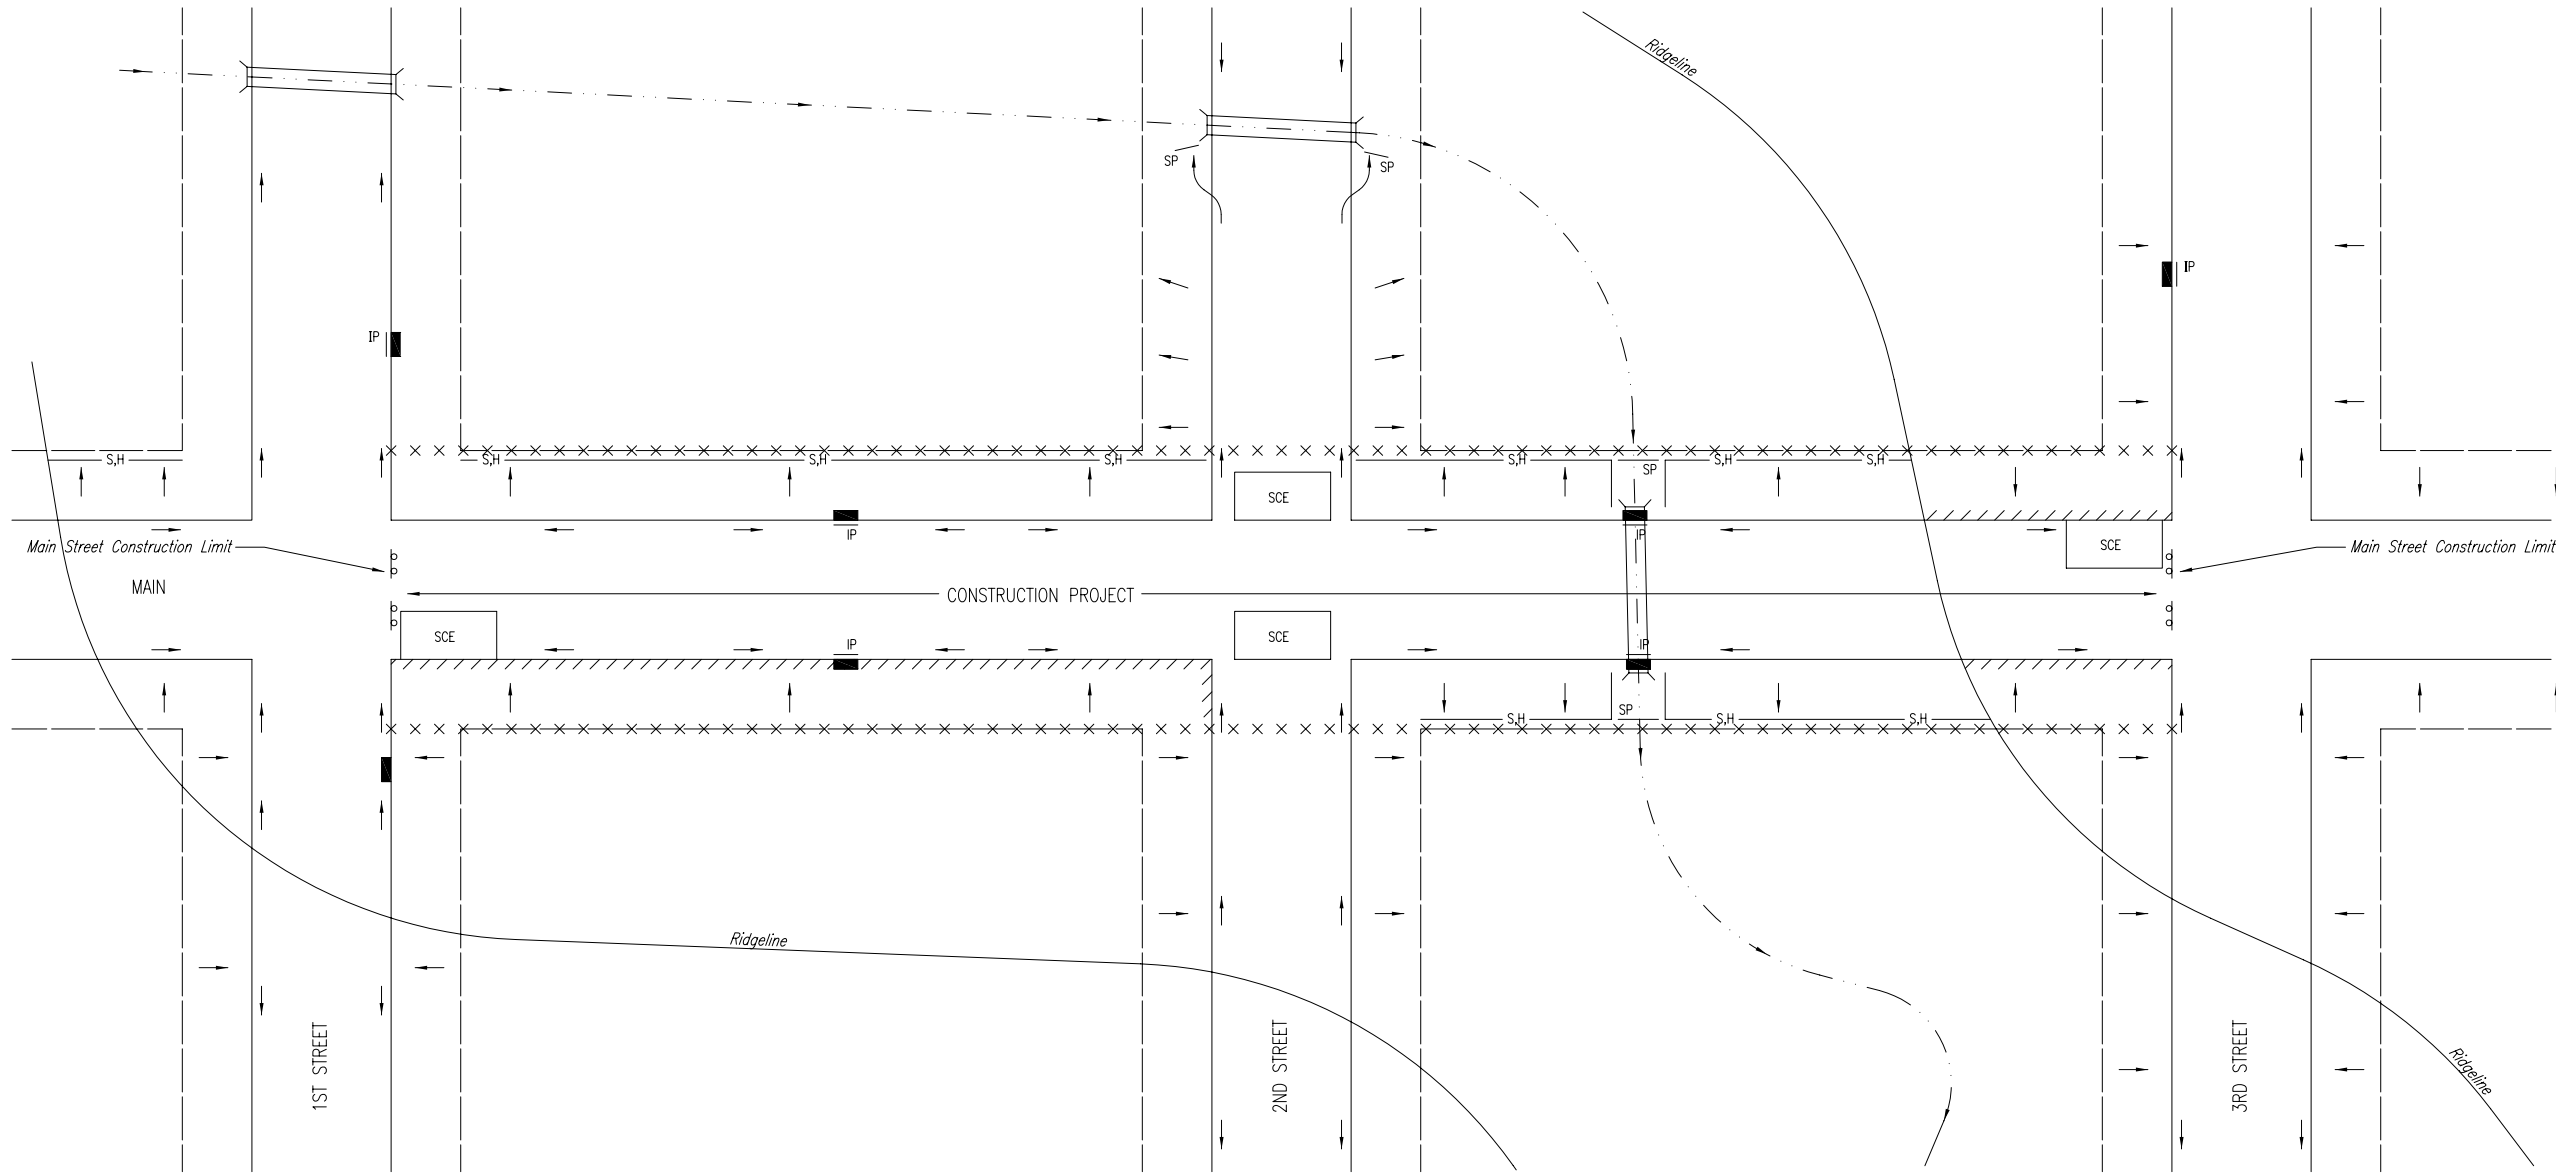 Ridgeline
SP
SP
IP
IP
S,H
S,H
S,H
S,H
S,H
SP
S,H
S,H
SCE
IP
IP
SCE
Main Street Construction Limit
Main Street Construction Limit
MAIN
CONSTRUCTION PROJECT
SCE
SCE
IP
IP
SP
S,H
S,H
S,H
Ridgeline
1ST STREET
2ND STREET
3RD STREET
Ridgeline